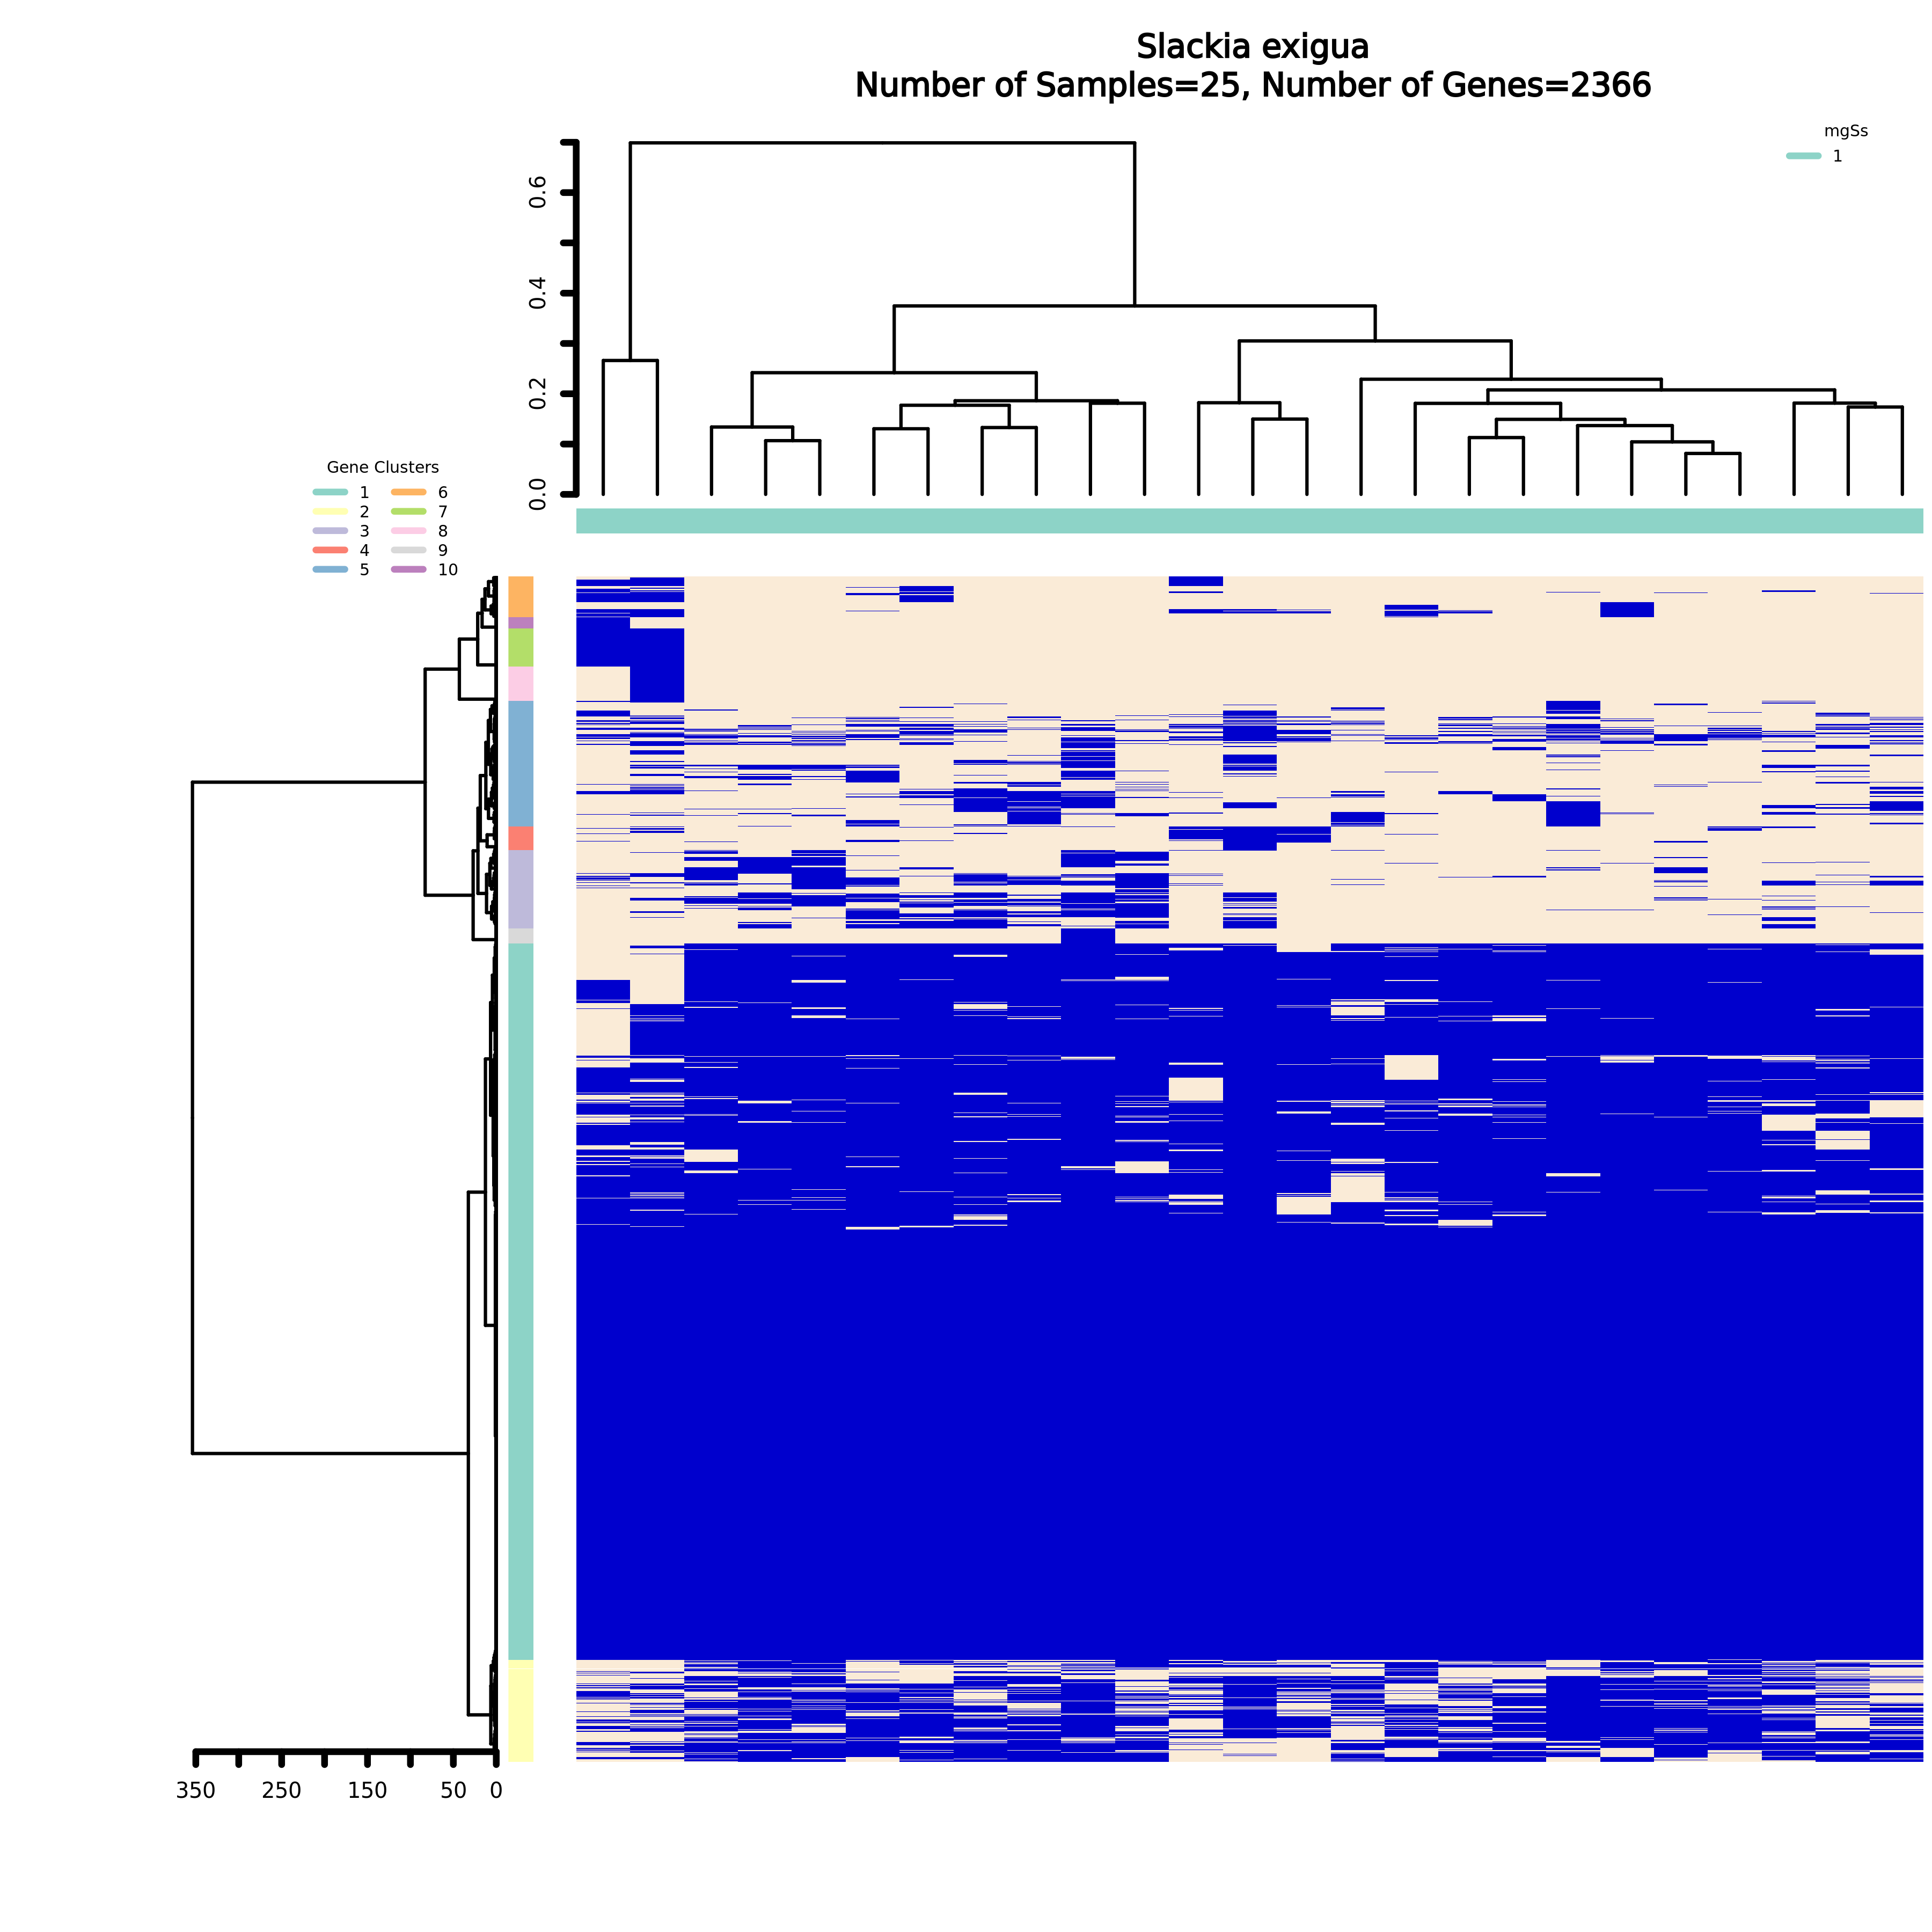 Slackia exigua
Number of Samples=25, Number of Genes=2366
mgSs
1
0.6
0.4
0.2
0.0
Gene Clusters
1 6
2 7
3 8
4 9
5 10
350 250 150 50 0